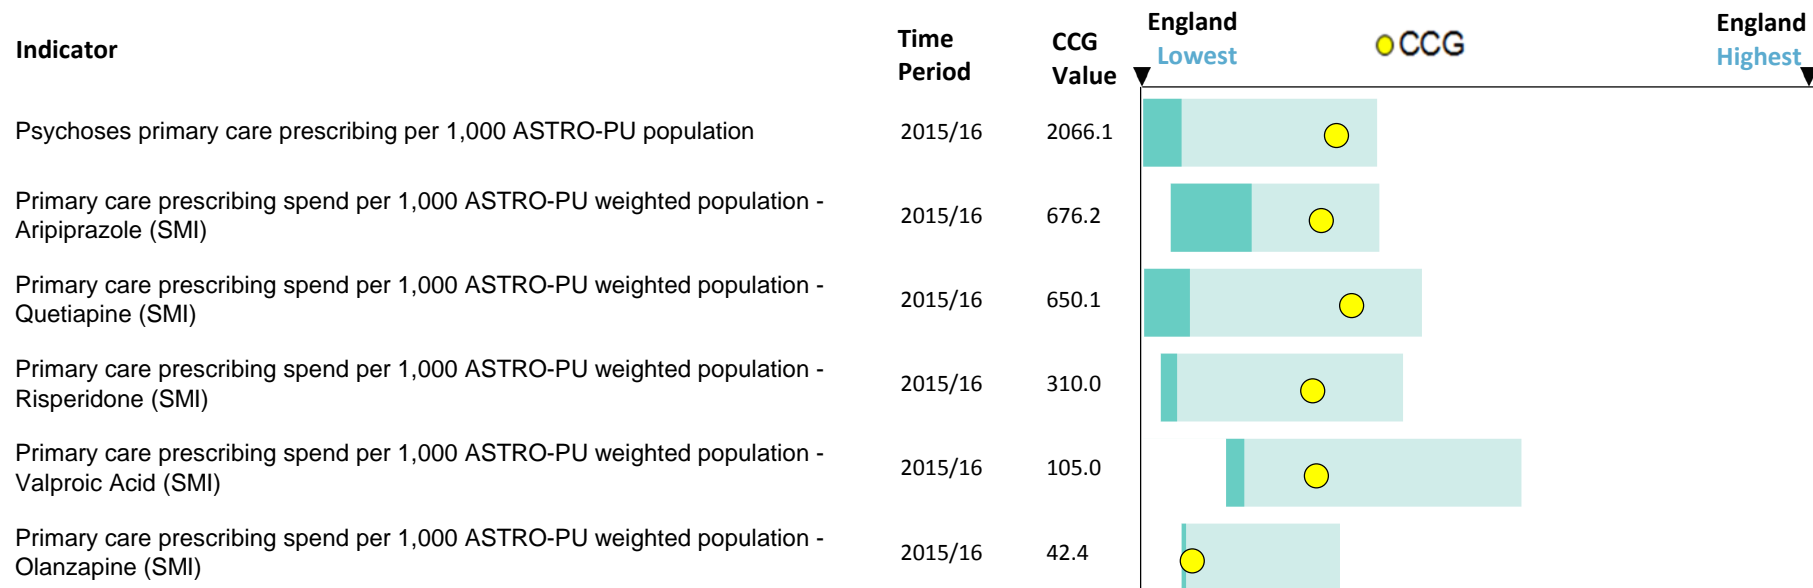 Indicator
Time Period
CCG Value
England Lowest
CCG
England Highest
Psychoses primary care prescribing per 1,000 ASTRO-PU population 2015/16 2066.1
Primary care prescribing spend per 1,000 ASTRO-PU weighted population -
Aripiprazole (SMI) 2015/16 676.2
Primary care prescribing spend per 1,000 ASTRO-PU weighted population -
Quetiapine (SMI) 2015/16 650.1
Primary care prescribing spend per 1,000 ASTRO-PU weighted population -
Risperidone (SMI) 2015/16 310.0
Primary care prescribing spend per 1,000 ASTRO-PU weighted population -
Valproic Acid (SMI) 2015/16 105.0
Primary care prescribing spend per 1,000 ASTRO-PU weighted population -
Olanzapine (SMI) 2015/16 42.4